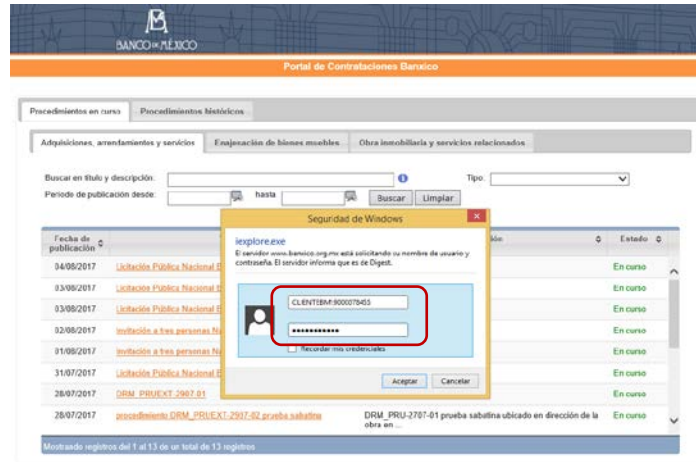 BANCO DE MÉXICO
Portal de Contrataciones Banxico
Procedimientos en curso Procedimientos históricos
Adquisiciones, arrendamientos y servicios Enajenación de bienes muebles Obra inmobiliaria y servicios relacionados
Buscar en título y descripción: Tipo:
Periodo de publicación desde: hasta Buscar Limpiar
Seguridad de Windows
iexplore.exe
El servidor www.banxico.org.mx está solicitando su nombre de usuario y
contraseña. El servidor informa que es de Digest.
Recordar mis credenciales
Aceptar Cancelar
Fecha de
publicación Estado
04/08/2017 Licitación Pública Nacional En curso
03/08/2017 Licitación Pública Nacional En curso
03/08/2017 Licitación Pública Nacional En curso
02/08/2017 Invitación a tres personas En curso
01/08/2017 Invitación a tres personas En curso
31/07/2017 Licitación Pública Nacional En curso
28/07/2017 DRM_PRUEXT_2907-01 En curso
28/07/2017 procedimiento DRM_PRUEXT-2907-02 prueba sabatina DRM_PRU-2707-01 prueba sabatina ubicado en dirección de la En curso
obra en ...
Mostrando registros del 1 al 13 de un total de 13 registros